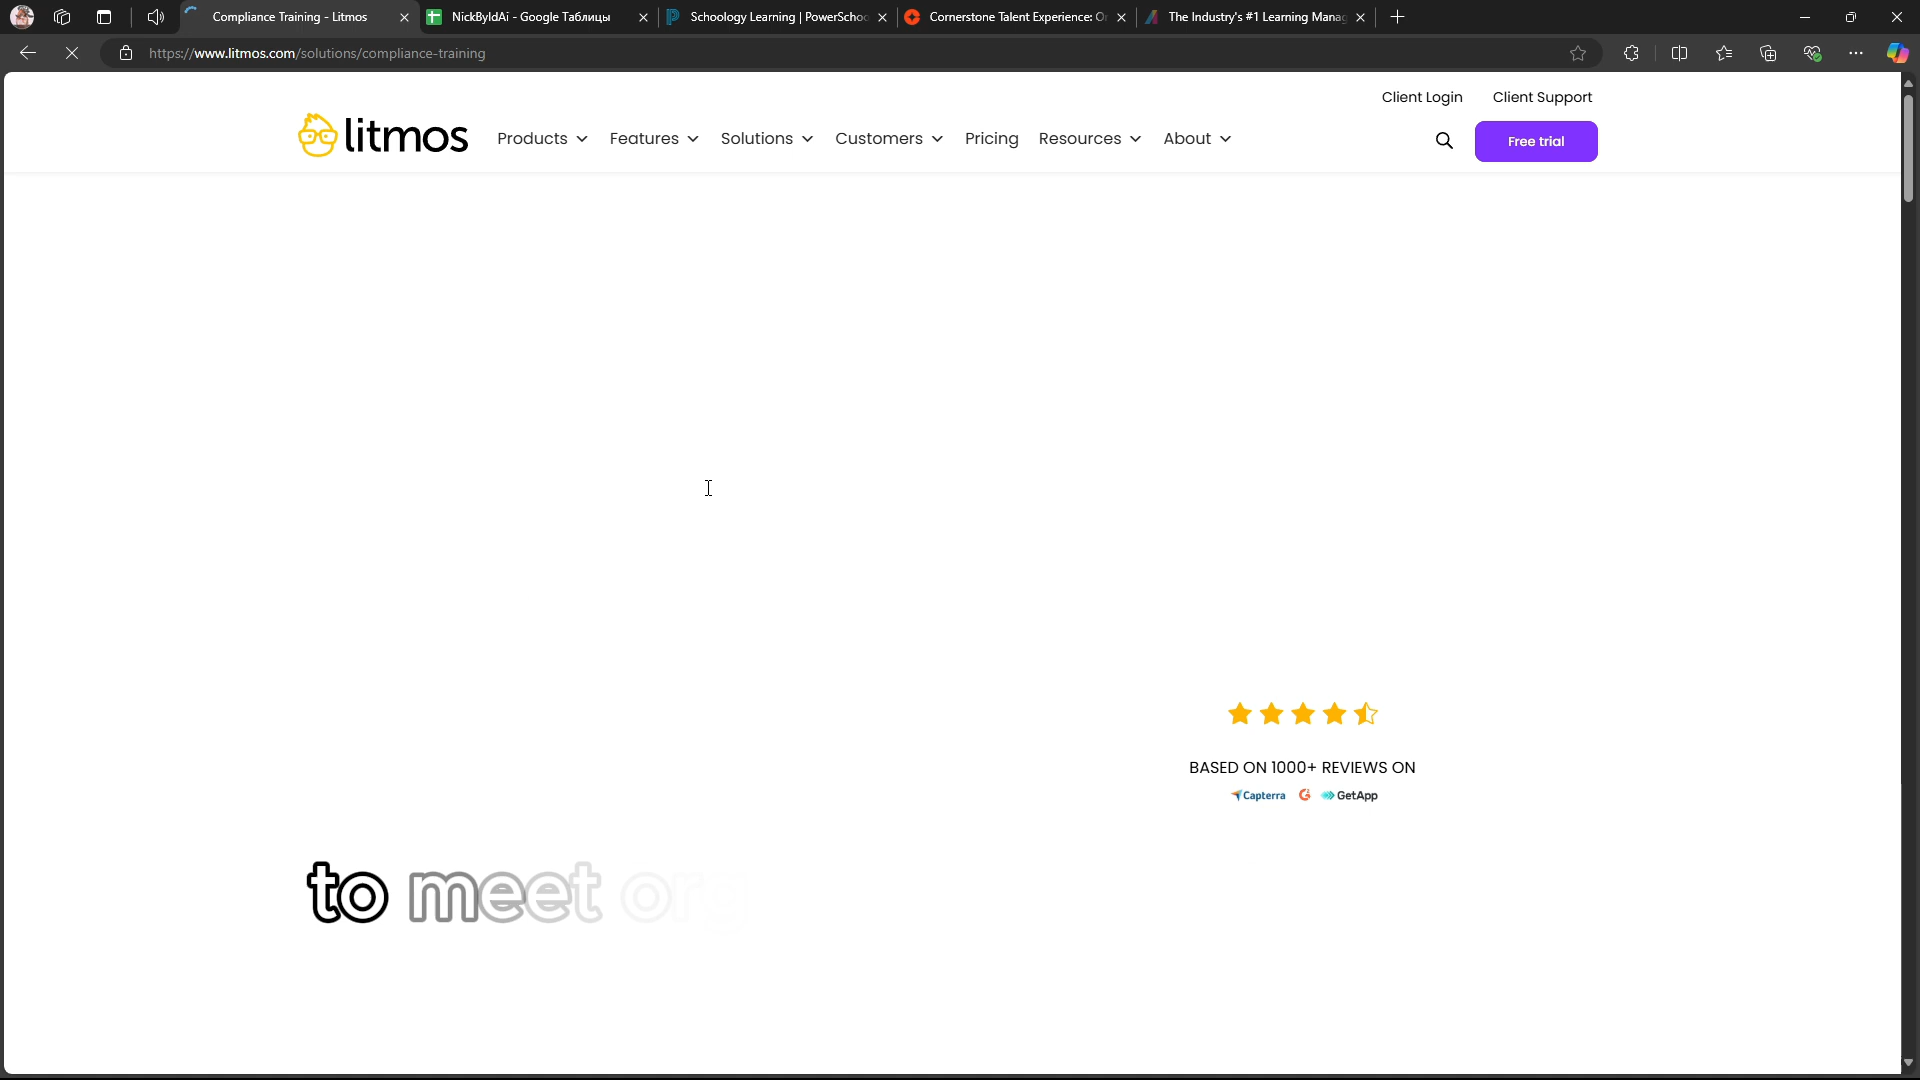 Compliance Training - Litmos
NickByIdAi - Google Таблицы
Schoology Learning | PowerSchoo
Cornerstone Talent Experience: O
The Industry's #1 Learning Manag
https://www.litmos.com/solutions/compliance-training
Client Login
Client Support
litmos
Products
Features
Solutions
Customers
Pricing
Resources
About
Free trial
BASED ON 1000+ REVIEWS ON
Capterra
GetApp
to meet org